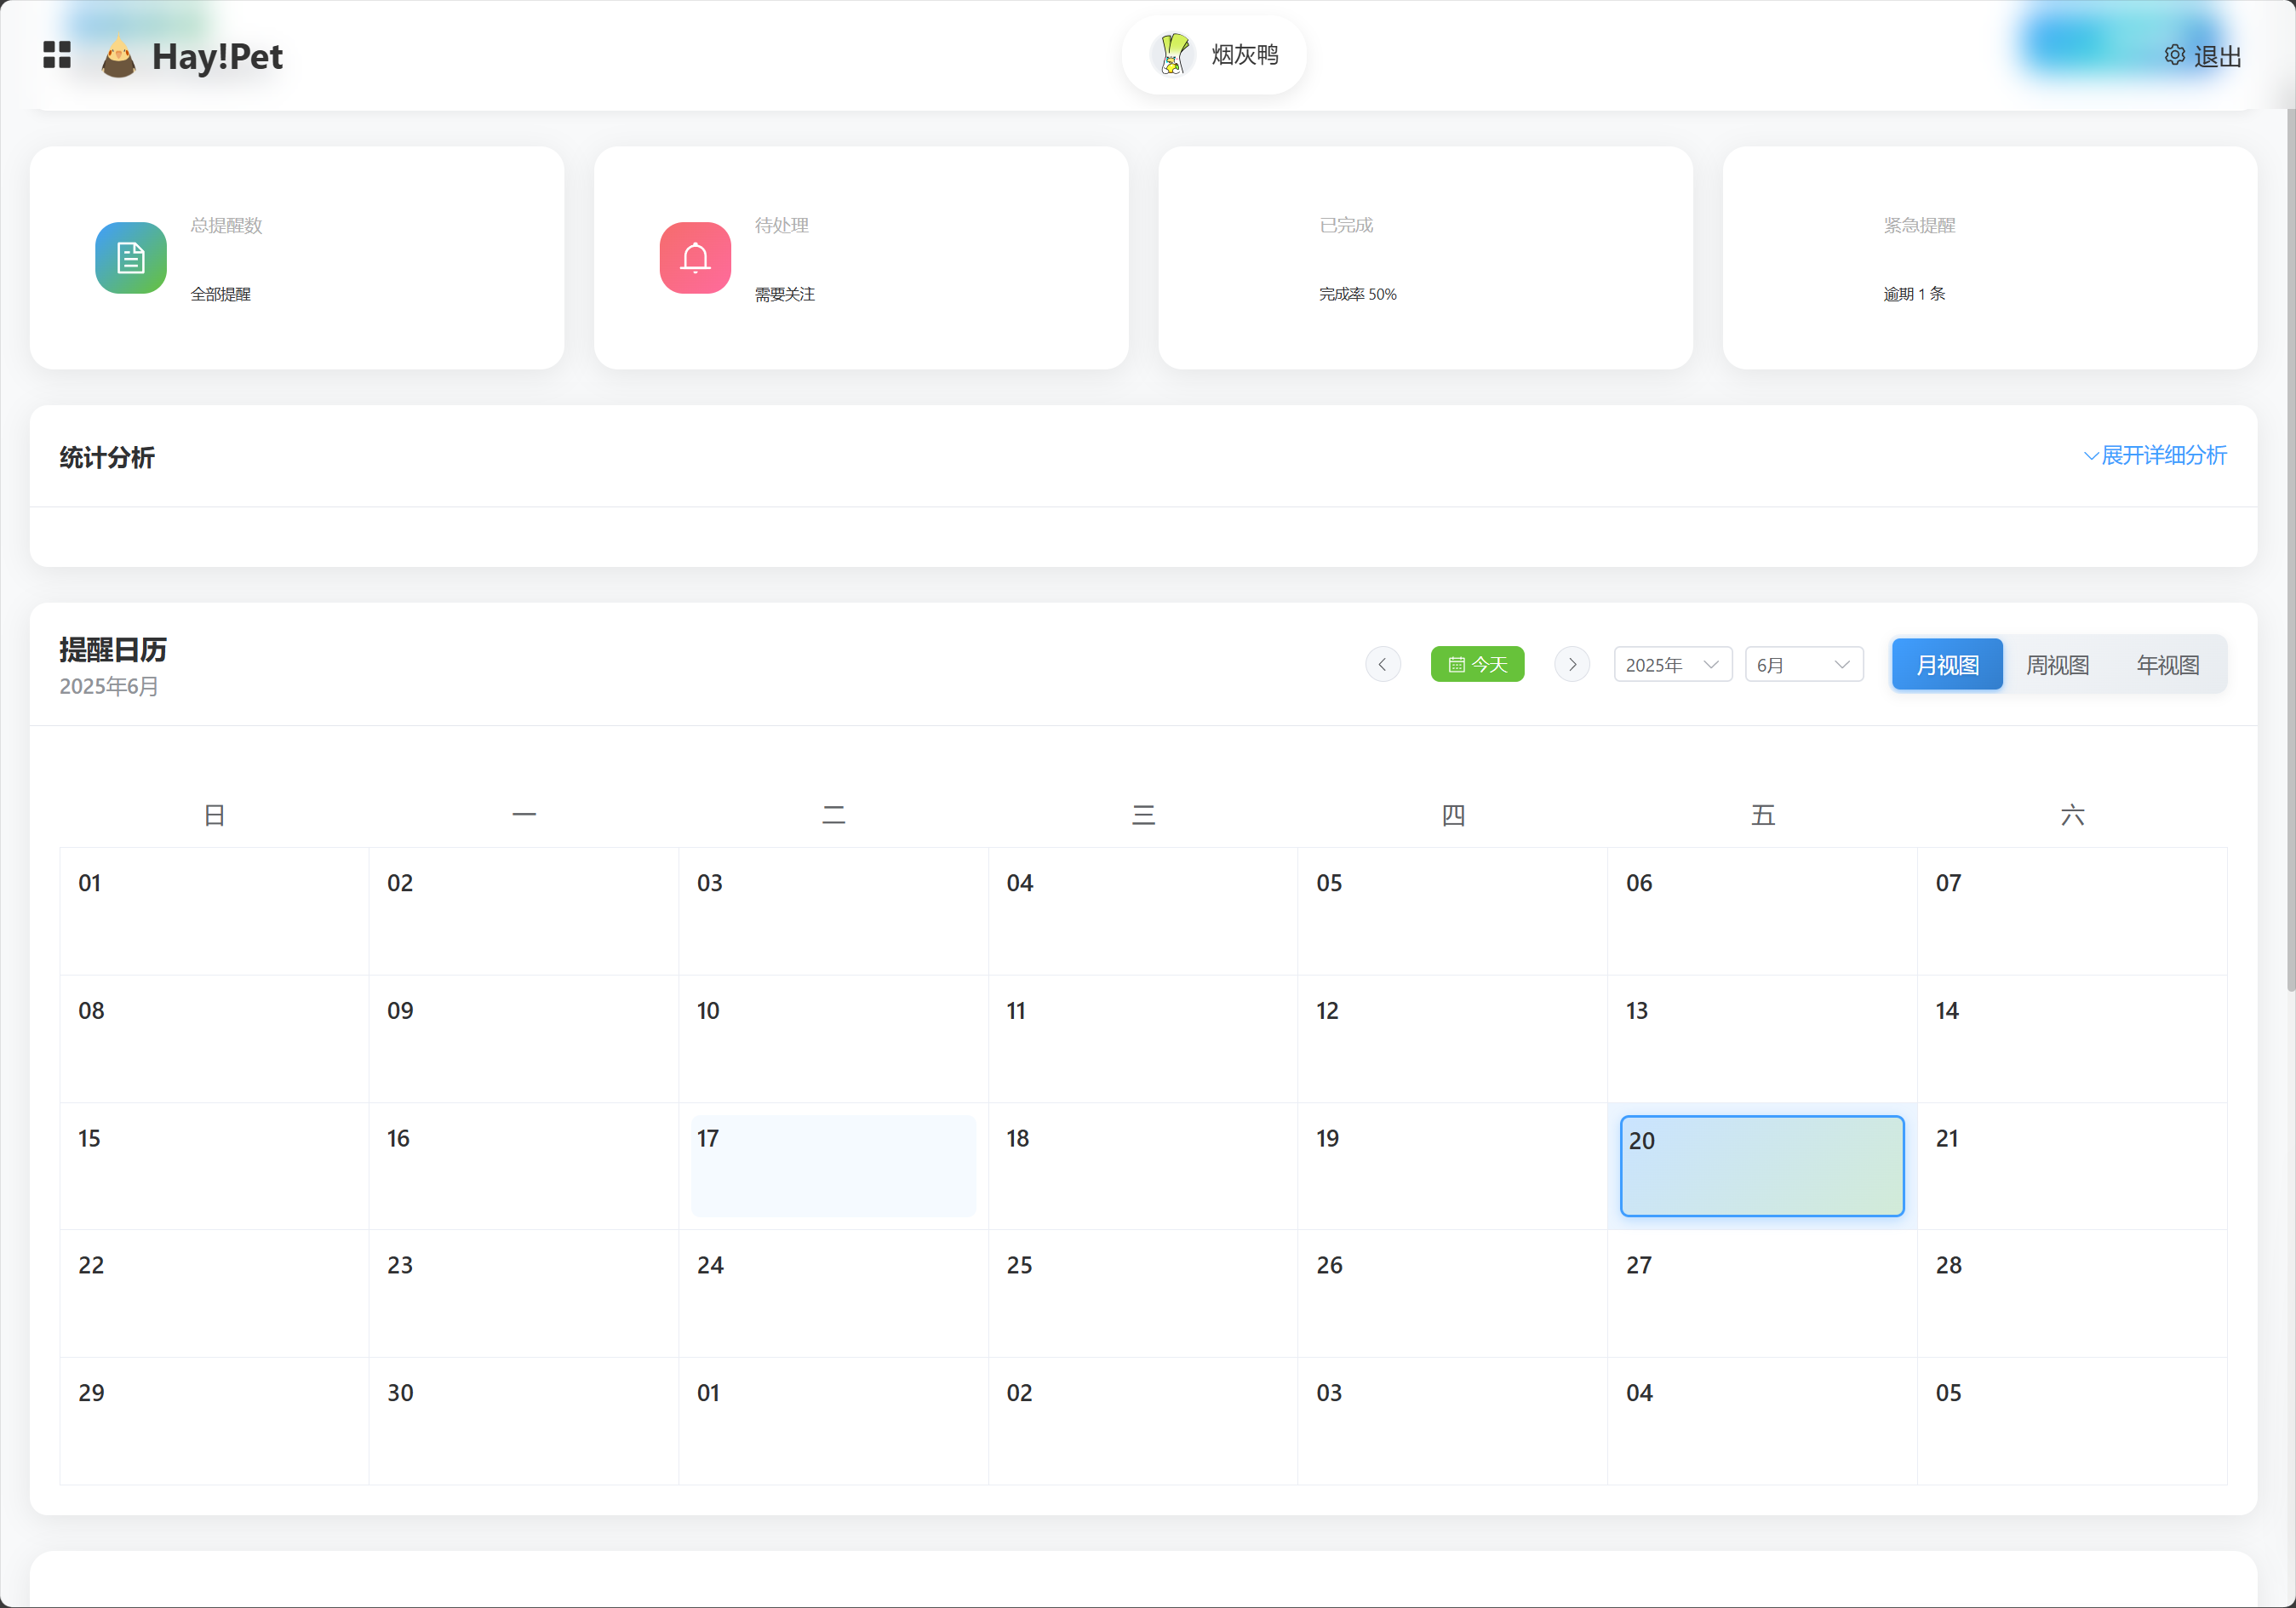 Hay!Pet
烟灰鸭
退出
总提醒数
全部提醒
待处理
需要关注
已完成
完成率 50%
紧急提醒
逾期 1 条
统计分析
展开详细分析
提醒日历
2025年6月
今天
2025年
6月
月视图
周视图
年视图
日 一 二 三 四 五 六
01 02 03 04 05 06 07
08 09 10 11 12 13 14
15 16 17 18 19 20 21
22 23 24 25 26 27 28
29 30 01 02 03 04 05